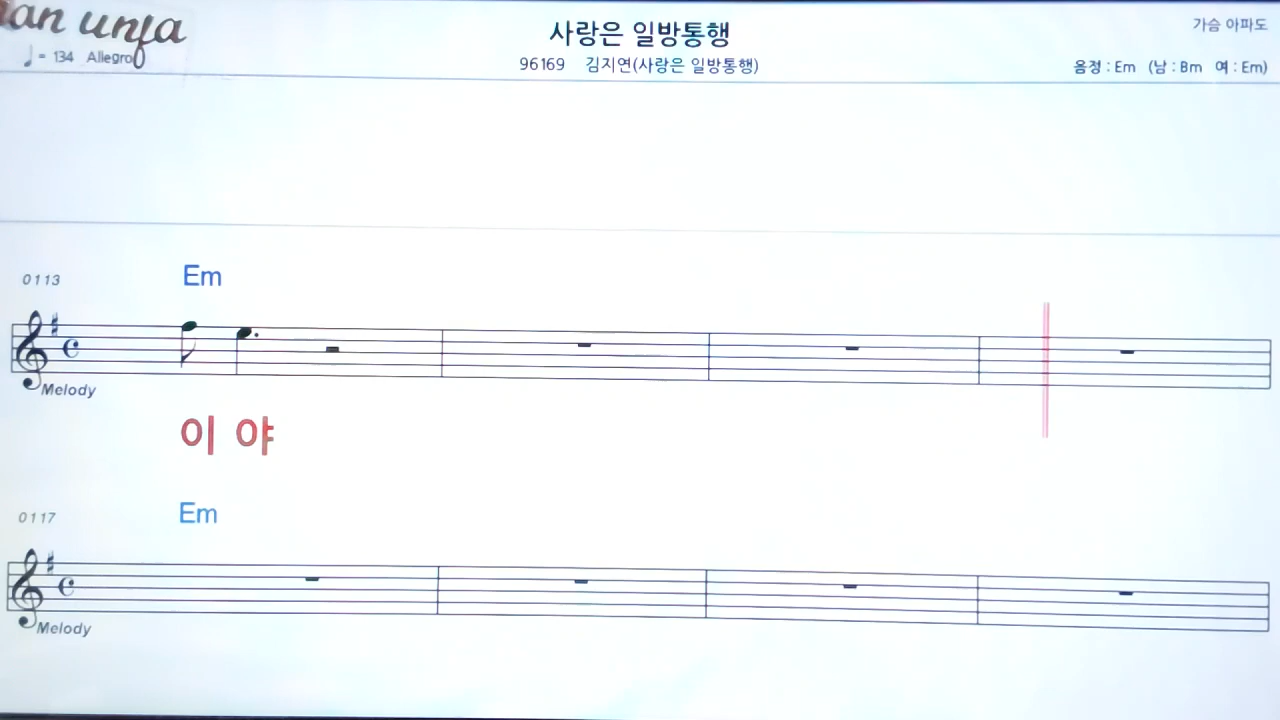 an unja
♩ = 134 Allegro
사랑은 일방통행
96169 김지연(사랑은 일방통행)
가슴 아파도
음정 : Em (남 : Bm 여 : Em)
0113
Em
Melody
이 야
0117
Em
Melody